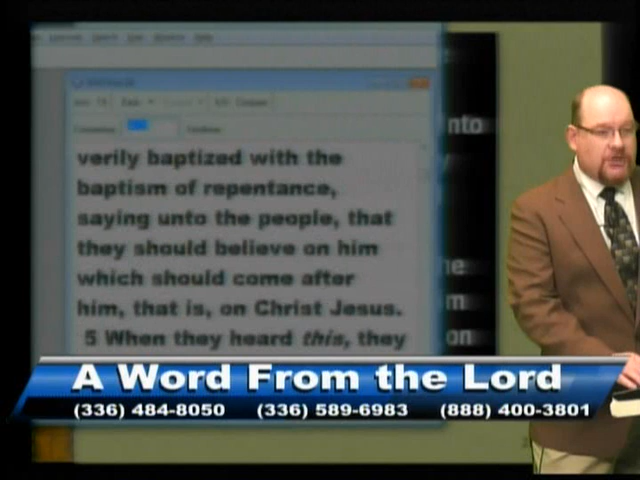 verily baptized with the
baptism of repentance,
saying unto the people, that
they should believe on him
which should come after
him, that is, on Christ Jesus.
5 When they heard this, they
nto
m
on
A Word From the Lord
(336) 484-8050 (336) 589-6983 (888) 400-3801